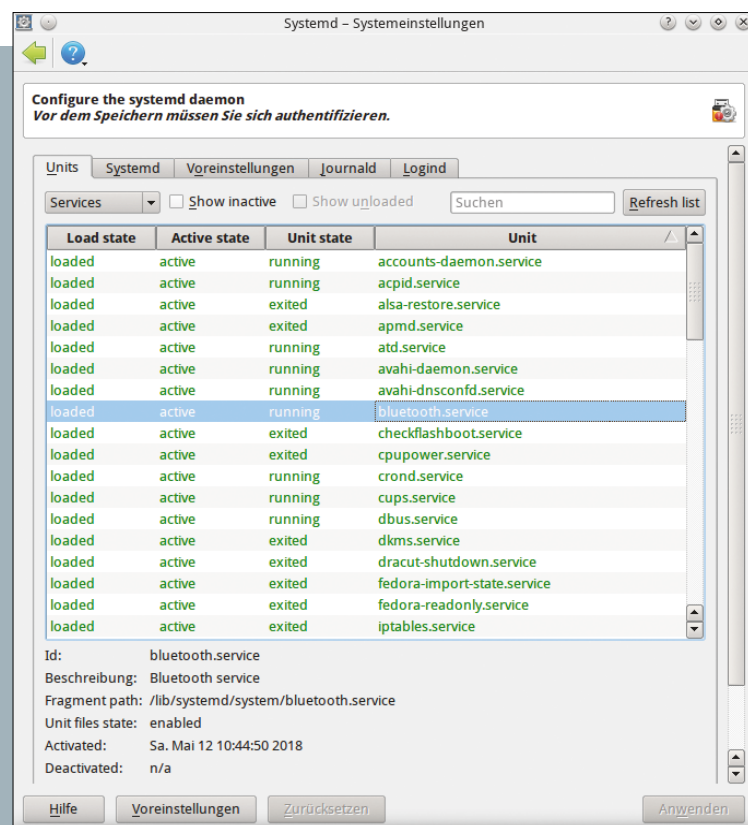 Systemd – Systemeinstellungen
Configure the systemd daemon
Vor dem Speichern müssen Sie sich authentifizieren.
Units Systemd Voreinstellungen Journald Logind
Services Show inactive Show unloaded Suchen Refresh list
Load state Active state Unit state Unit
loaded active running accounts-daemon.service
loaded active running acpid.service
loaded active exited alsa-restore.service
loaded active exited apmd.service
loaded active running atd.service
loaded active running avahi-daemon.service
loaded active running avahi-dnsconfd.service
loaded active running bluetooth.service
loaded active exited checkflashboot.service
loaded active exited cpupower.service
loaded active running crond.service
loaded active running cups.service
loaded active running dbus.service
loaded active exited dkms.service
loaded active exited dracut-shutdown.service
loaded active exited fedora-import-state.service
loaded active exited fedora-readonly.service
loaded active exited iptables.service
Id: bluetooth.service
Beschreibung: Bluetooth service
Fragment path: /lib/systemd/system/bluetooth.service
Unit files state: enabled
Activated: Sa. Mai 12 10:44:50 2018
Deactivated: n/a
Hilfe Voreinstellungen Zurücksetzen Anwenden